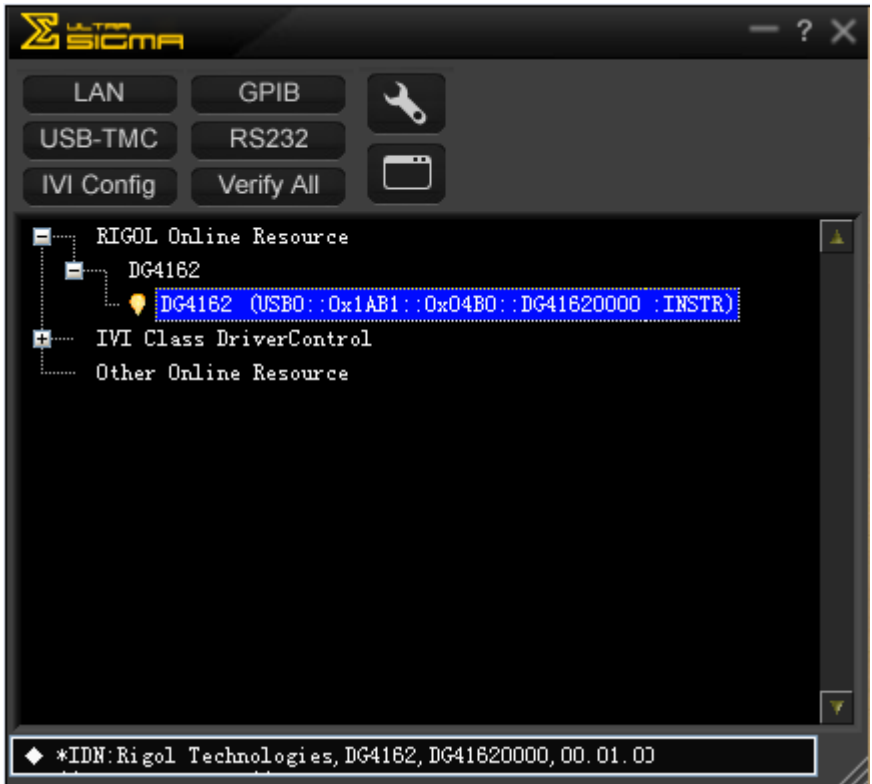 ULTRA
SIGMA
?
LAN GPIB
USB-TMC RS232
IVI Config Verify All
RIGOL Online Resource
DG4162
DG4162 (USB0::0x1AB1::0x04B0::DG41620000 :INSTR)
IVI Class DriverControl
Other Online Resource
*IDN:Rigol Technologies,DG4162,DG41620000,00.01.0